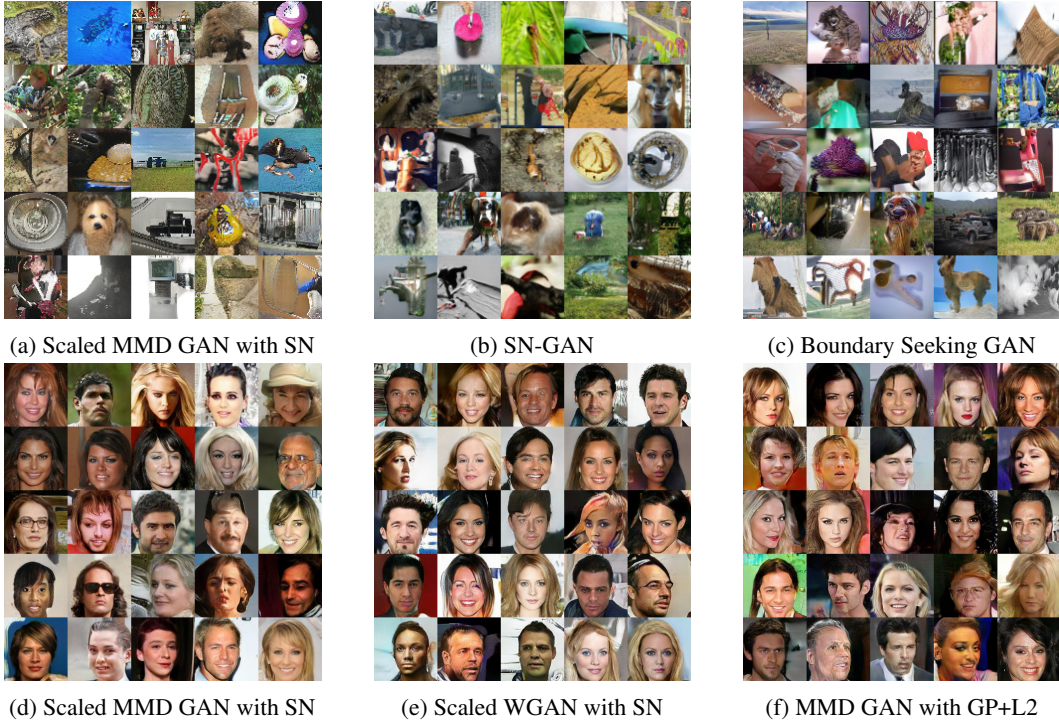 (a) Scaled MMD GAN with SN
(b) SN-GAN
(c) Boundary Seeking GAN
(d) Scaled MMD GAN with SN
(e) Scaled WGAN with SN
(f) MMD GAN with GP+L2